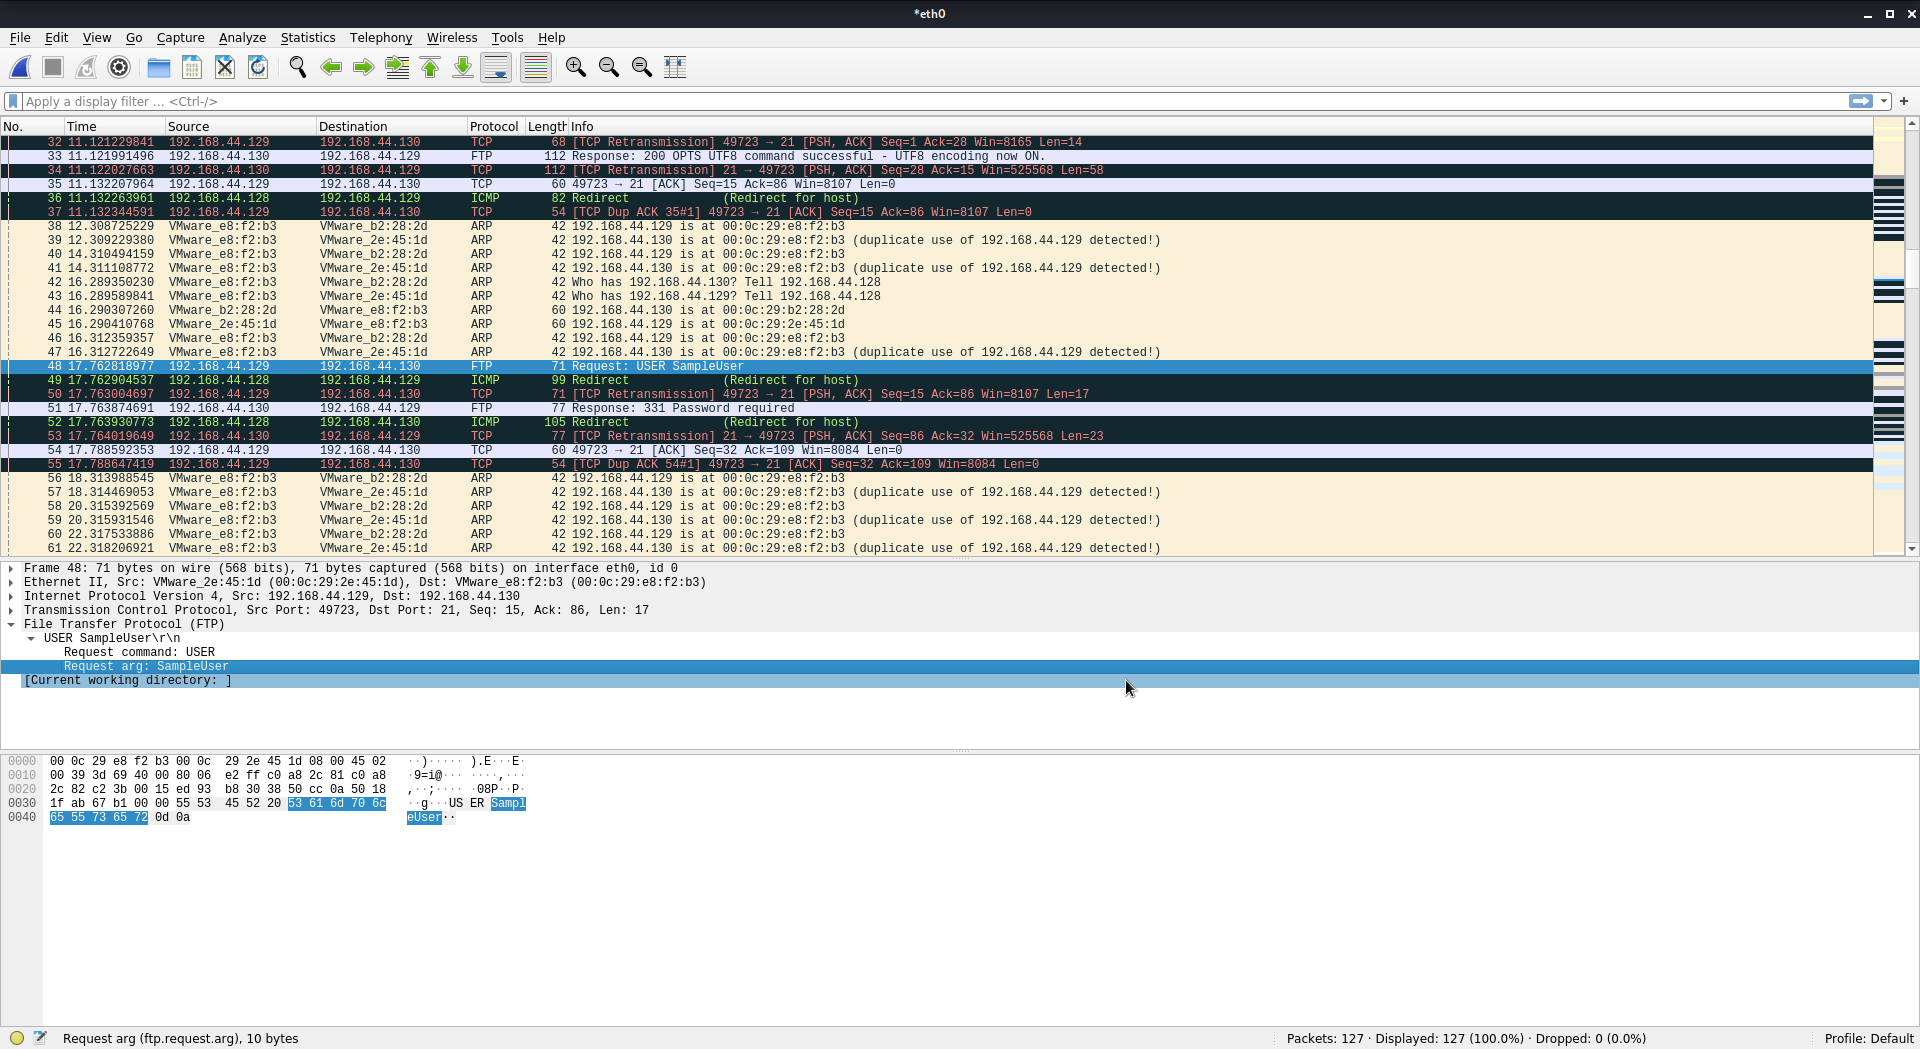 *eth0
File Edit View Go Capture Analyze Statistics Telephony Wireless Tools Help
Apply a display filter ... <Ctrl-/>
No. Time Source Destination Protocol Length Info
32 11.121229841 192.168.44.129 192.168.44.130 TCP 68 [TCP Retransmission] 49723 → 21 [PSH, ACK] Seq=1 Ack=28 Win=8165 Len=14
33 11.121991496 192.168.44.130 192.168.44.129 FTP 112 Response: 200 OPTS UTF8 command successful - UTF8 encoding now ON.
34 11.122027663 192.168.44.130 192.168.44.129 TCP 112 [TCP Retransmission] 21 → 49723 [PSH, ACK] Seq=28 Ack=15 Win=525568 Len=58
35 11.132207964 192.168.44.129 192.168.44.130 TCP 60 49723 → 21 [ACK] Seq=15 Ack=86 Win=8107 Len=0
36 11.132263961 192.168.44.128 192.168.44.129 ICMP 82 Redirect (Redirect for host)
37 11.132344591 192.168.44.129 192.168.44.130 TCP 54 [TCP Dup ACK 35#1] 49723 → 21 [ACK] Seq=15 Ack=86 Win=8107 Len=0
38 12.308725229 VMware_e8:f2:b3 VMware_b2:28:2d ARP 42 192.168.44.129 is at 00:0c:29:e8:f2:b3
39 12.309229380 VMware_e8:f2:b3 VMware_2e:45:1d ARP 42 192.168.44.130 is at 00:0c:29:e8:f2:b3 (duplicate use of 192.168.44.129 detected!)
40 14.310494159 VMware_e8:f2:b3 VMware_b2:28:2d ARP 42 192.168.44.129 is at 00:0c:29:e8:f2:b3
41 14.311108772 VMware_e8:f2:b3 VMware_2e:45:1d ARP 42 192.168.44.130 is at 00:0c:29:e8:f2:b3 (duplicate use of 192.168.44.129 detected!)
42 16.289350230 VMware_e8:f2:b3 VMware_b2:28:2d ARP 42 Who has 192.168.44.130? Tell 192.168.44.128
43 16.289589841 VMware_e8:f2:b3 VMware_2e:45:1d ARP 42 Who has 192.168.44.129? Tell 192.168.44.128
44 16.290307260 VMware_b2:28:2d VMware_e8:f2:b3 ARP 60 192.168.44.130 is at 00:0c:29:b2:28:2d
45 16.290410768 VMware_2e:45:1d VMware_e8:f2:b3 ARP 60 192.168.44.129 is at 00:0c:29:2e:45:1d
46 16.312359357 VMware_e8:f2:b3 VMware_b2:28:2d ARP 42 192.168.44.129 is at 00:0c:29:e8:f2:b3
47 16.312722649 VMware_e8:f2:b3 VMware_2e:45:1d ARP 42 192.168.44.130 is at 00:0c:29:e8:f2:b3 (duplicate use of 192.168.44.129 detected!)
48 17.762818977 192.168.44.129 192.168.44.130 FTP 71 Request: USER SampleUser
49 17.762904537 192.168.44.128 192.168.44.129 ICMP 99 Redirect (Redirect for host)
50 17.763004697 192.168.44.129 192.168.44.130 TCP 71 [TCP Retransmission] 49723 → 21 [PSH, ACK] Seq=15 Ack=86 Win=8107 Len=17
51 17.763874691 192.168.44.130 192.168.44.129 FTP 77 Response: 331 Password required
52 17.763930773 192.168.44.128 192.168.44.130 ICMP 105 Redirect (Redirect for host)
53 17.764019649 192.168.44.130 192.168.44.129 TCP 77 [TCP Retransmission] 21 → 49723 [PSH, ACK] Seq=86 Ack=32 Win=525568 Len=23
54 17.788592353 192.168.44.129 192.168.44.130 TCP 60 49723 → 21 [ACK] Seq=32 Ack=109 Win=8084 Len=0
55 17.788647419 192.168.44.129 192.168.44.130 TCP 54 [TCP Dup ACK 54#1] 49723 → 21 [ACK] Seq=32 Ack=109 Win=8084 Len=0
56 18.313988545 VMware_e8:f2:b3 VMware_b2:28:2d ARP 42 192.168.44.129 is at 00:0c:29:e8:f2:b3
57 18.314469053 VMware_e8:f2:b3 VMware_2e:45:1d ARP 42 192.168.44.130 is at 00:0c:29:e8:f2:b3 (duplicate use of 192.168.44.129 detected!)
58 20.315392569 VMware_e8:f2:b3 VMware_b2:28:2d ARP 42 192.168.44.129 is at 00:0c:29:e8:f2:b3
59 20.315931546 VMware_e8:f2:b3 VMware_2e:45:1d ARP 42 192.168.44.130 is at 00:0c:29:e8:f2:b3 (duplicate use of 192.168.44.129 detected!)
60 22.317533886 VMware_e8:f2:b3 VMware_b2:28:2d ARP 42 192.168.44.129 is at 00:0c:29:e8:f2:b3
61 22.318206921 VMware_e8:f2:b3 VMware_2e:45:1d ARP 42 192.168.44.130 is at 00:0c:29:e8:f2:b3 (duplicate use of 192.168.44.129 detected!)
Frame 48: 71 bytes on wire (568 bits), 71 bytes captured (568 bits) on interface eth0, id 0
Ethernet II, Src: VMware_2e:45:1d (00:0c:29:2e:45:1d), Dst: VMware_e8:f2:b3 (00:0c:29:e8:f2:b3)
Internet Protocol Version 4, Src: 192.168.44.129, Dst: 192.168.44.130
Transmission Control Protocol, Src Port: 49723, Dst Port: 21, Seq: 15, Ack: 86, Len: 17
File Transfer Protocol (FTP)
USER SampleUser\r\n
Request command: USER
Request arg: SampleUser
[Current working directory: ]
0000 00 0c 29 e8 f2 b3 00 0c 29 2e 45 1d 08 00 45 02 ··)····· ).E···E·
0010 00 39 3d 69 40 00 80 06 e2 ff c0 a8 2c 81 c0 a8 ·9=i@··· ····,···
0020 2c 82 c2 3b 00 15 ed 93 b8 30 38 50 cc 0a 50 18 ,··;···· ·08P··P·
0030 1f ab 67 b1 00 00 55 53 45 52 20 53 61 6d 70 6c ··g···US ER Sampl
0040 65 55 73 65 72 0d 0a eUser··
Request arg (ftp.request.arg), 10 bytes
Packets: 127 · Displayed: 127 (100.0%) · Dropped: 0 (0.0%)
Profile: Default